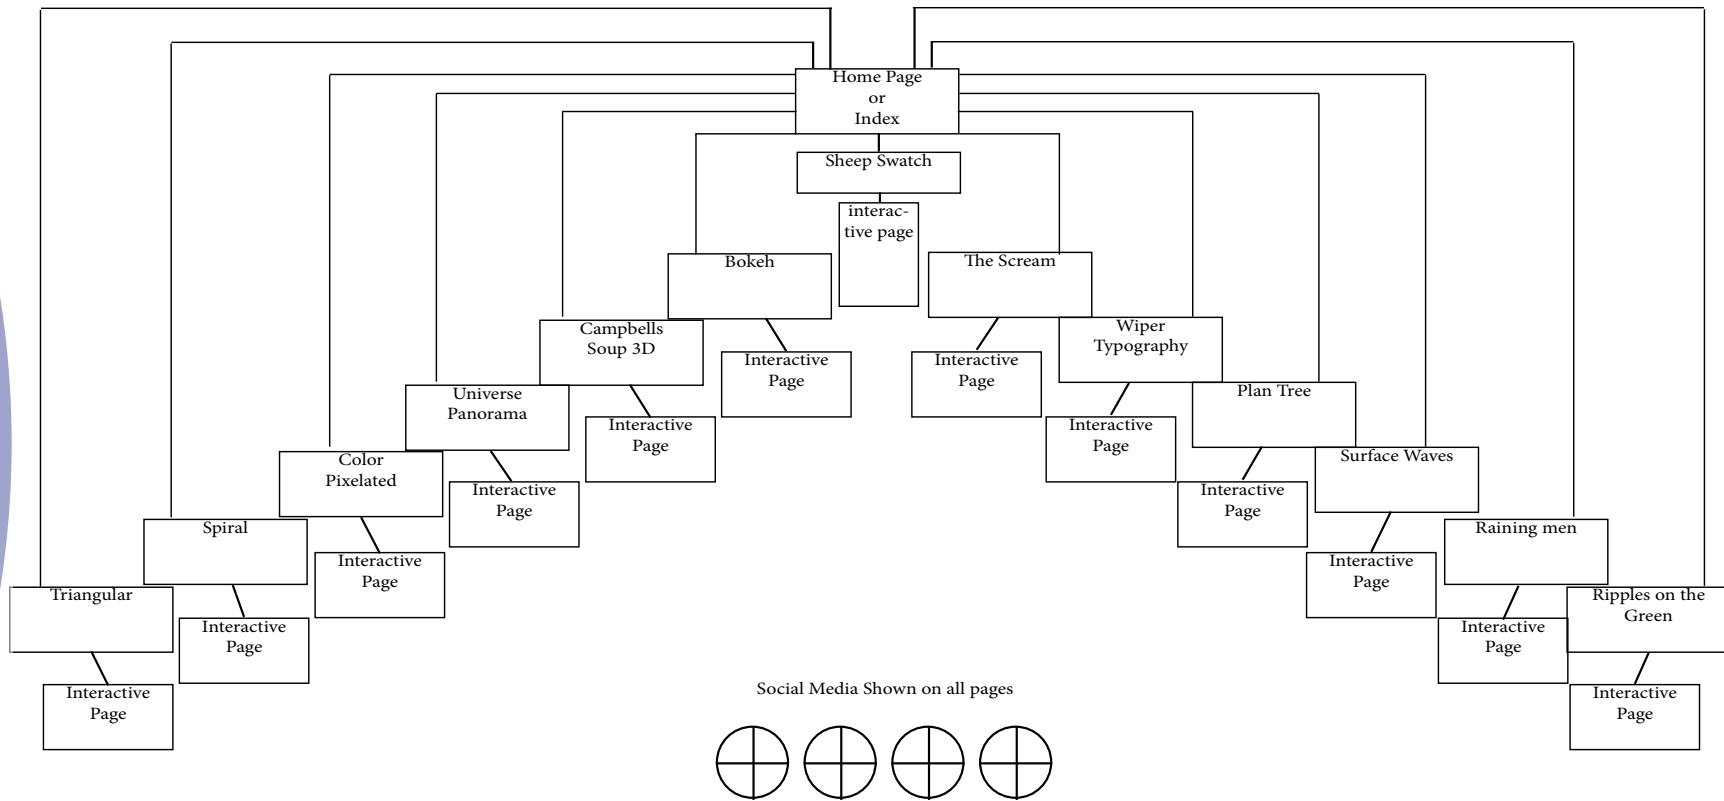 Home Page
or
Index
Sheep Swatch
interac-
tive page
Bokeh
The Scream
Campbells
Soup 3D
Wiper
Typography
Interactive
Page
Interactive
Page
Universe
Panorama
Plan Tree
Interactive
Page
Interactive
Page
Color
Pixelated
Surface Waves
Interactive
Page
Interactive
Page
Spiral
Raining men
Interactive
Page
Interactive
Page
Triangular
Ripples on the
Green
Interactive
Page
Interactive
Page
Interactive
Page
Interactive
Page
Social Media Shown on all pages